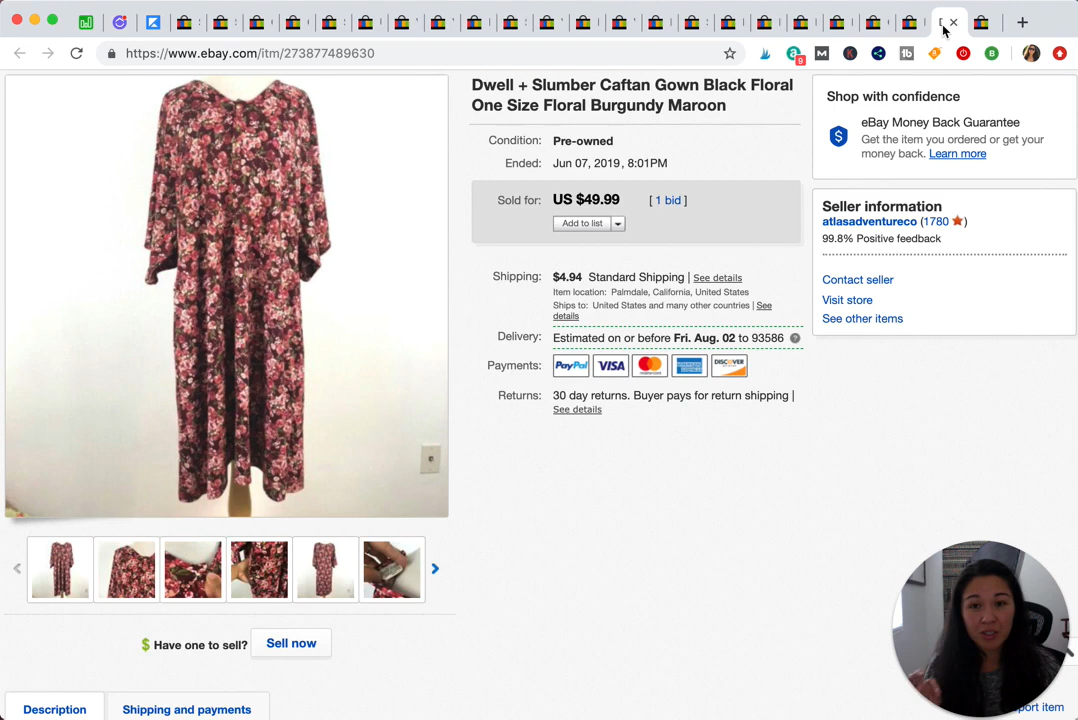 https://www.ebay.com/itm/273877489630
9
M
K
tb
B
Dwell + Slumber Caftan Gown Black Floral
One Size Floral Burgundy Maroon
Condition: Pre-owned
Ended: Jun 07, 2019 , 8:01PM
Sold for: US $49.99 [ 1 bid ]
Add to list
Shipping: $4.94 Standard Shipping | See details
Item location: Palmdale, California, United States
Ships to: United States and many other countries | See
details
Delivery: Estimated on or before Fri. Aug. 02 to 93586 ?
Payments: PayPal VISA MasterCard AMERICAN EXPRESS DISCOVER
Returns: 30 day returns. Buyer pays for return shipping |
See details
Shop with confidence
eBay Money Back Guarantee
Get the item you ordered or get your
money back. Learn more
Seller information
atlasadventureco (1780 )
99.8% Positive feedback
Contact seller
Visit store
See other items
$ Have one to sell? Sell now
Description
Shipping and payments
port item